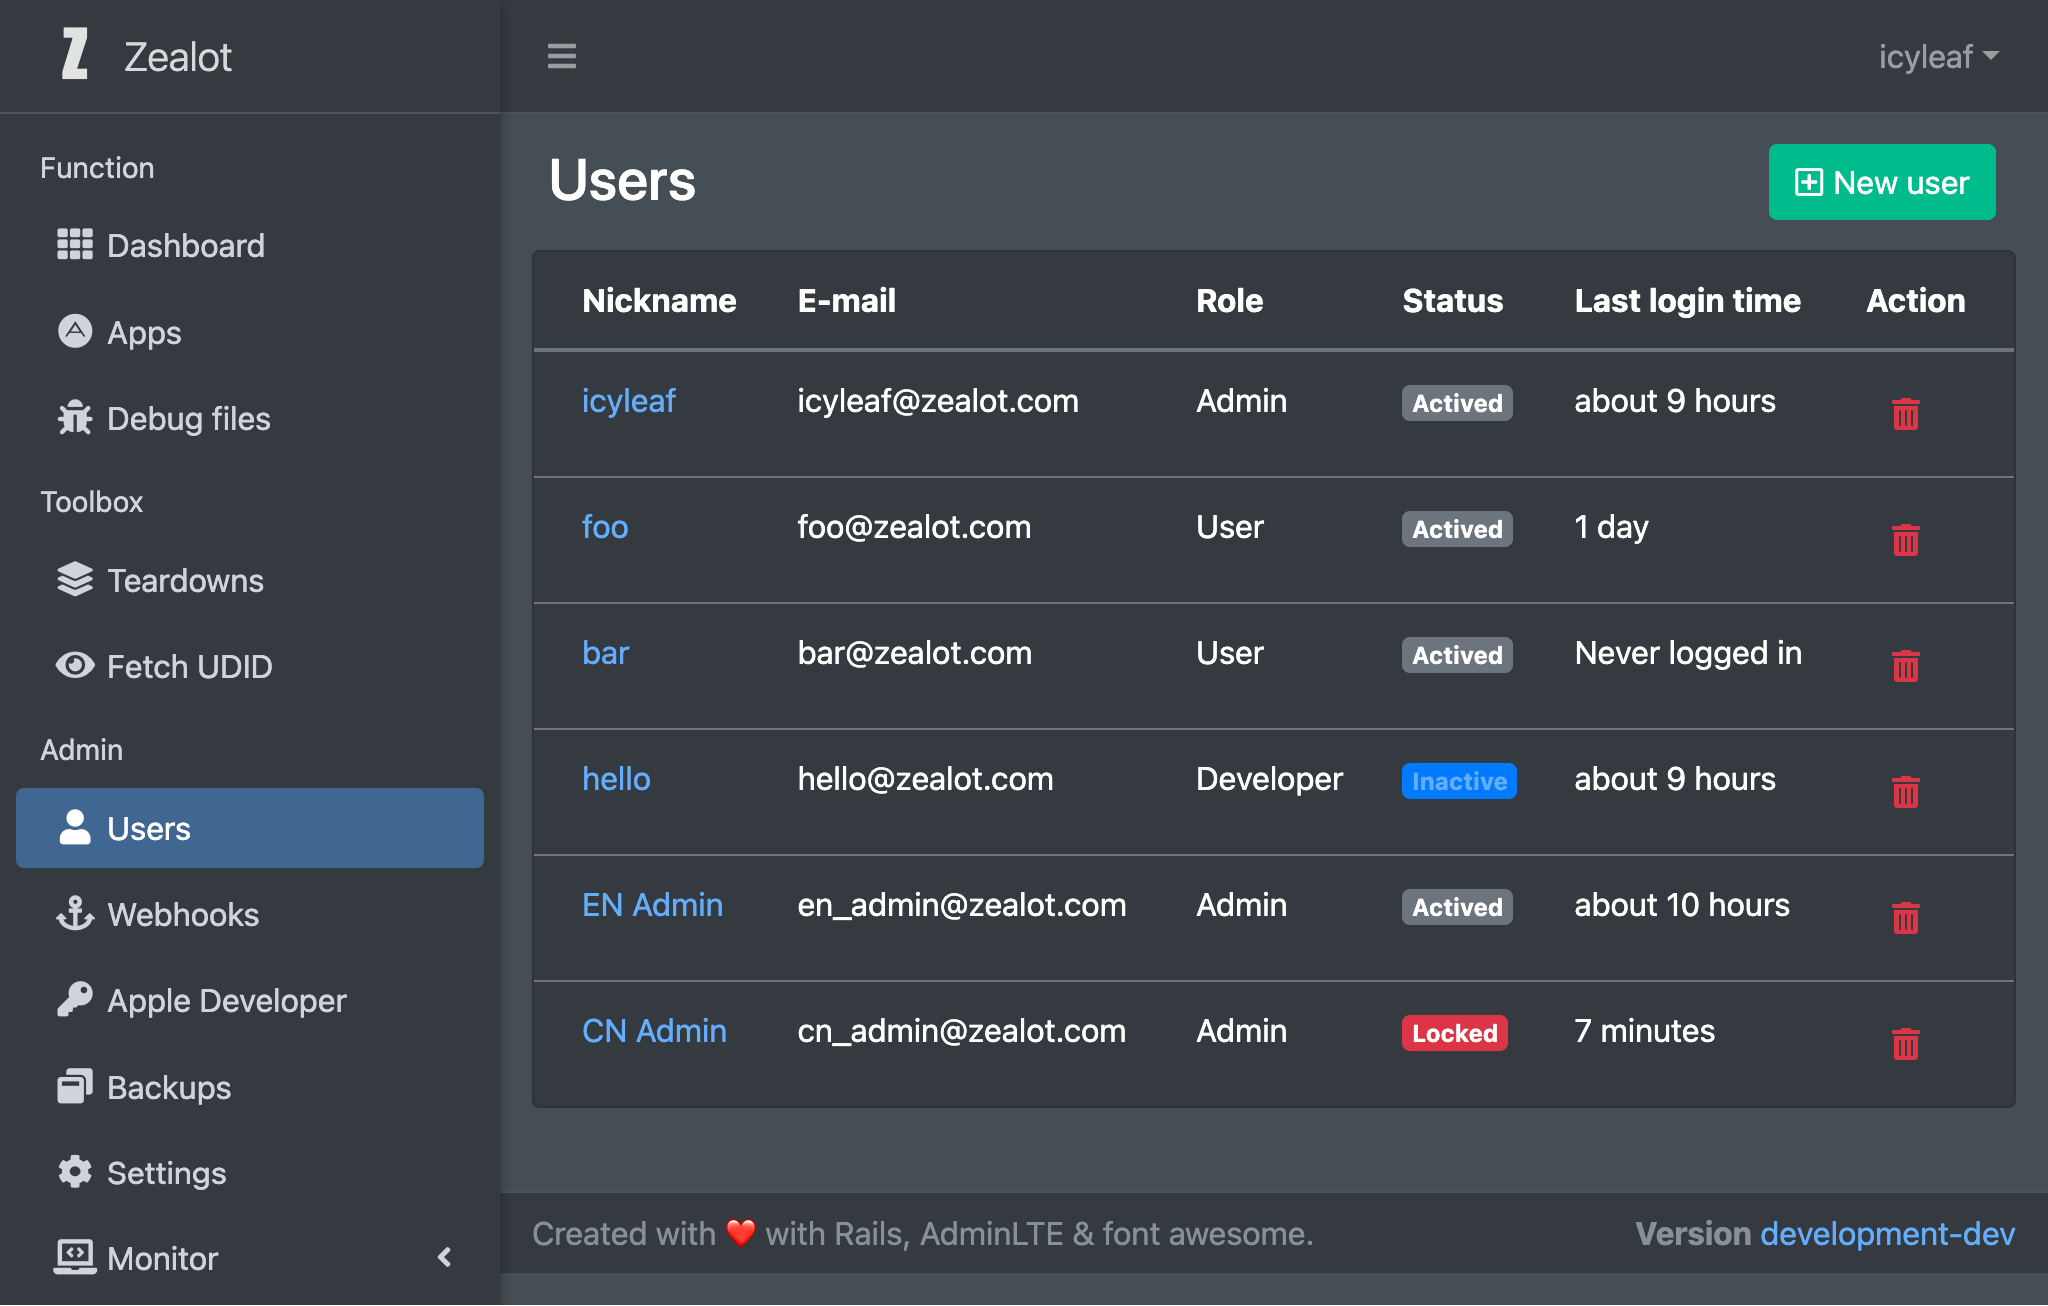 Zealot
icyleaf
Function
Dashboard
Apps
Debug files
Toolbox
Teardowns
Fetch UDID
Admin
Users
Webhooks
Apple Developer
Backups
Settings
Monitor
Users
New user
Nickname E-mail Role Status Last login time Action
icyleaf icyleaf@zealot.com Admin Actived about 9 hours
foo foo@zealot.com User Actived 1 day
bar bar@zealot.com User Actived Never logged in
hello hello@zealot.com Developer Inactive about 9 hours
EN Admin en_admin@zealot.com Admin Actived about 10 hours
CN Admin cn_admin@zealot.com Admin Locked 7 minutes
Created with ❤️ with Rails, AdminLTE & font awesome. Version development-dev